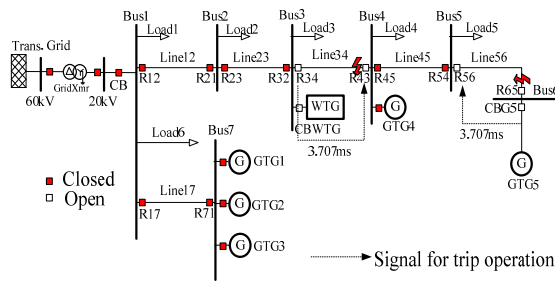 Bus1
Bus2
Bus3
Bus4
Bus5
Load1
Load2
Load3
Load4
Load5
Trans. Grid
Line12
Line23
Line34
Line45
Line56
GridXmr
CB
R12
R21
R23
R32
R34
R43
R45
R54
R56
R65
Bus6
60kV
20kV
WTG
CBWTG
G
GTG4
CBG5
3.707ms
3.707ms
Load6
Bus7
G
GTG1
G
GTG5
Closed
Open
Line17
R17
R71
G
GTG2
G
GTG3
Signal for trip operation